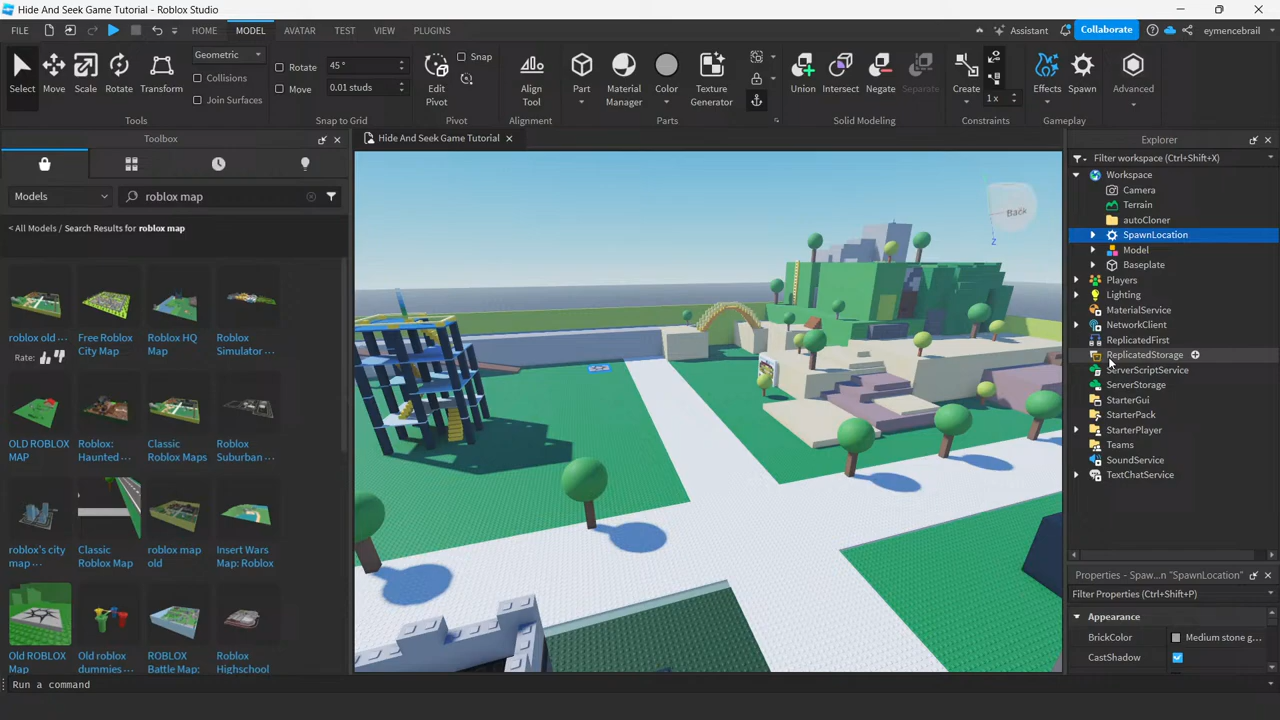 Hide And Seek Game Tutorial - Roblox Studio
FILE HOME MODEL AVATAR TEST VIEW PLUGINS Assistant Collaborate eymencebrail
Select Move Scale Rotate Transform
Geometric
Collisions
Join Surfaces
Tools
Rotate 45 °
Move 0.01 studs
Snap to Grid
Edit Pivot
Snap
Pivot
Align Tool
Alignment
Part Material Manager Color Texture Generator
Parts
Union Intersect Negate Separate
Solid Modeling
Create
1 x
Constraints
Effects Spawn
Gameplay
Advanced
Toolbox
Hide And Seek Game Tutorial
Models roblox map
< All Models / Search Results for roblox map
roblox old ...
Free Roblox City Map
Roblox HQ Map
Roblox Simulator ...
Rate:
OLD ROBLOX MAP
Roblox: Haunted ...
Classic Roblox Maps
Roblox Suburban ...
roblox's city map ...
Classic Roblox Map
roblox map old
Insert Wars Map: Roblox
Old ROBLOX Map
Old roblox dummies ...
ROBLOX Battle Map:
Roblox Highschool
Back
Z
Explorer
Filter workspace (Ctrl+Shift+X)
Workspace
Camera
Terrain
autoCloner
SpawnLocation
Model
Baseplate
Players
Lighting
MaterialService
NetworkClient
ReplicatedFirst
ReplicatedStorage
ServerScriptService
ServerStorage
StarterGui
StarterPack
StarterPlayer
Teams
SoundService
TextChatService
Properties - Spaw...n "SpawnLocation"
Filter Properties (Ctrl+Shift+P)
Appearance
BrickColor Medium stone g...
CastShadow
Run a command